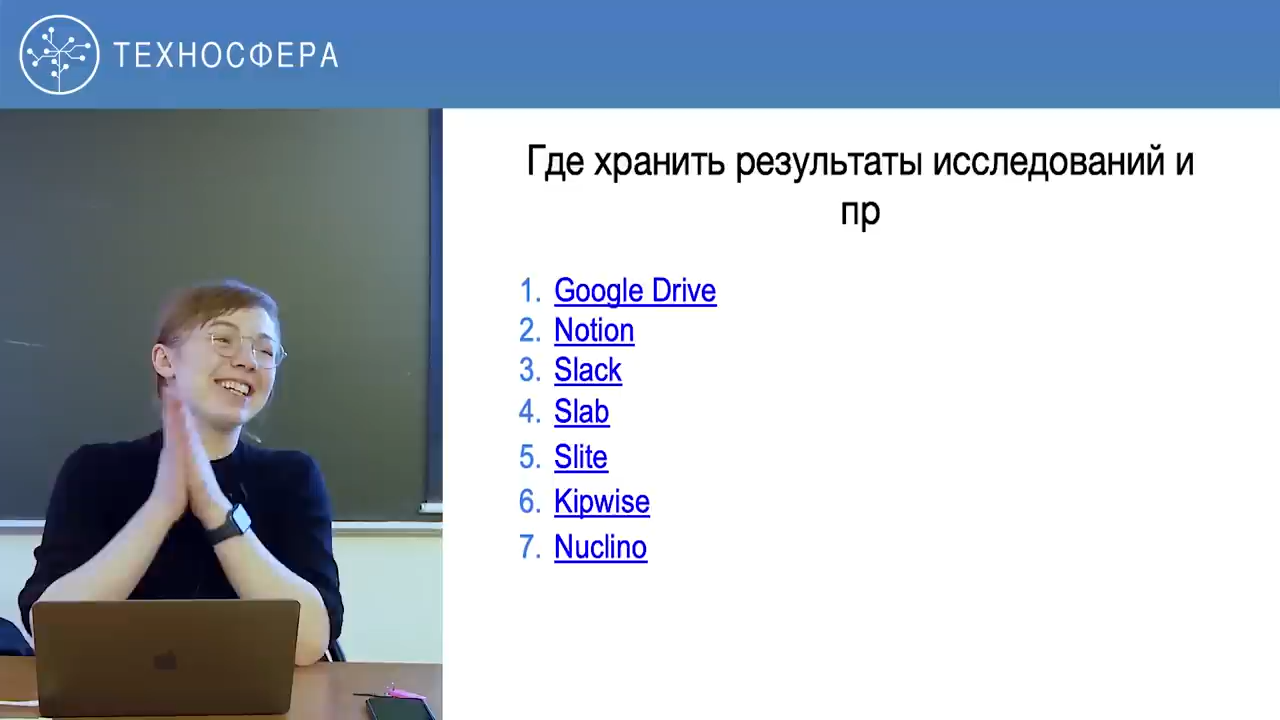 ТЕХНОСФЕРА
Где хранить результаты исследований и
пр
1. Google Drive
2. Notion
3. Slack
4. Slab
5. Slite
6. Kipwise
7. Nuclino